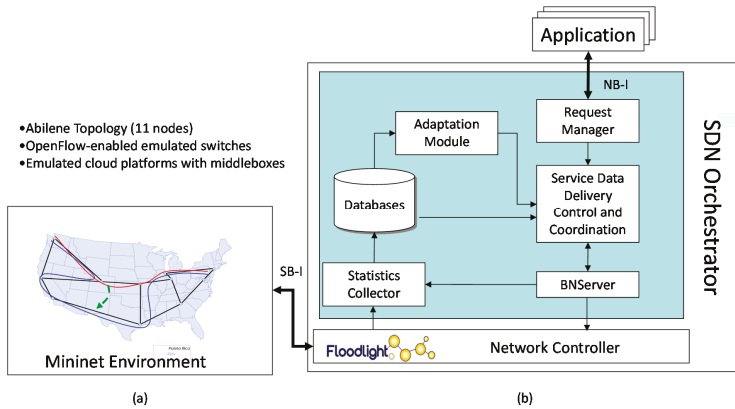 Application
NB-I
SDN Orchestrator
Request
Manager
Adaptation
Module
•Abilene Topology (11 nodes)
•OpenFlow-enabled emulated switches
•Emulated cloud platforms with middleboxes
Service Data
Delivery
Control and
Coordination
Databases
SB-I
Statistics
Collector
BNServer
Mininet Environment
Floodlight
Network Controller
(a)
(b)